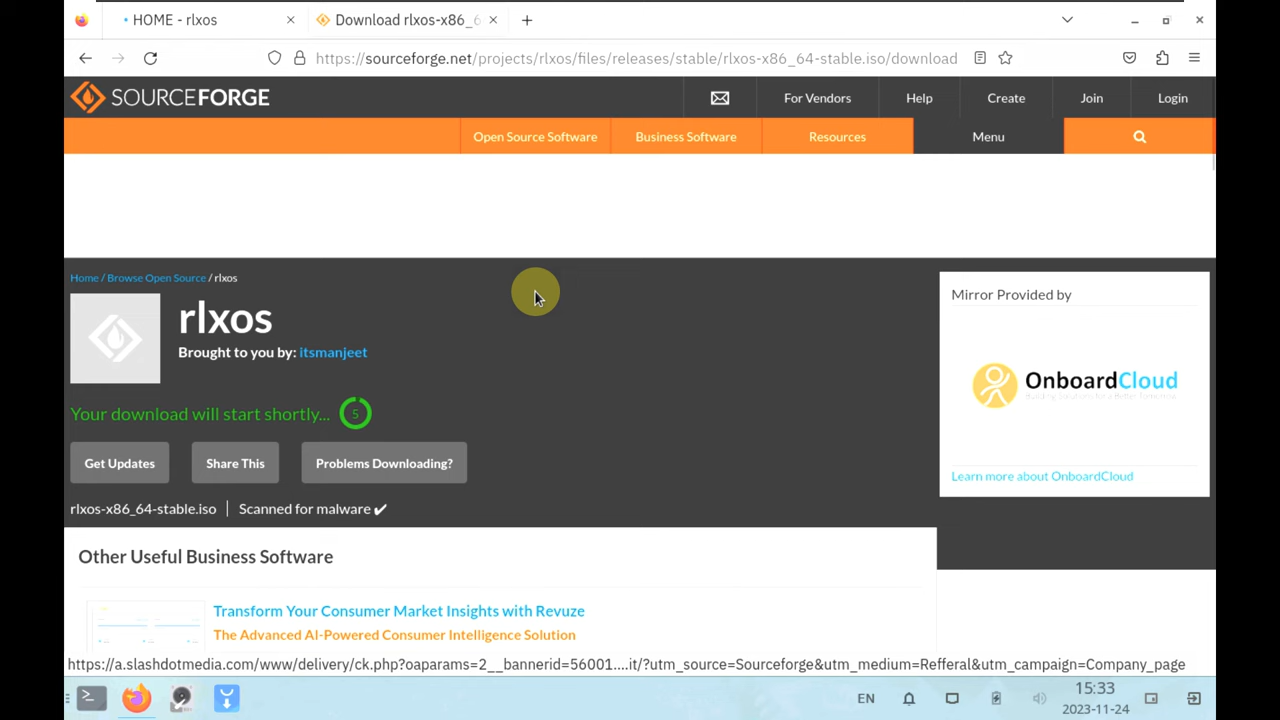 HOME - rlxos
Download rlxos-x86_6
https://sourceforge.net/projects/rlxos/files/releases/stable/rlxos-x86_64-stable.iso/download
SOURCEFORGE
For Vendors
Help
Create
Join
Login
Open Source Software
Business Software
Resources
Menu
Home / Browse Open Source / rlxos
rlxos
Brought to you by: itsmanjeet
Your download will start shortly... 5
Get Updates
Share This
Problems Downloading?
rlxos-x86_64-stable.iso
Scanned for malware ✔
Mirror Provided by
OnboardCloud
Learn more about OnboardCloud
Other Useful Business Software
Transform Your Consumer Market Insights with Revuze
The Advanced AI-Powered Consumer Intelligence Solution
https://a.slashdotmedia.com/www/delivery/ck.php?oaparams=2__bannerid=56001....it/?utm_source=Sourceforge&utm_medium=Refferal&utm_campaign=Company_page
EN
15:33
2023-11-24